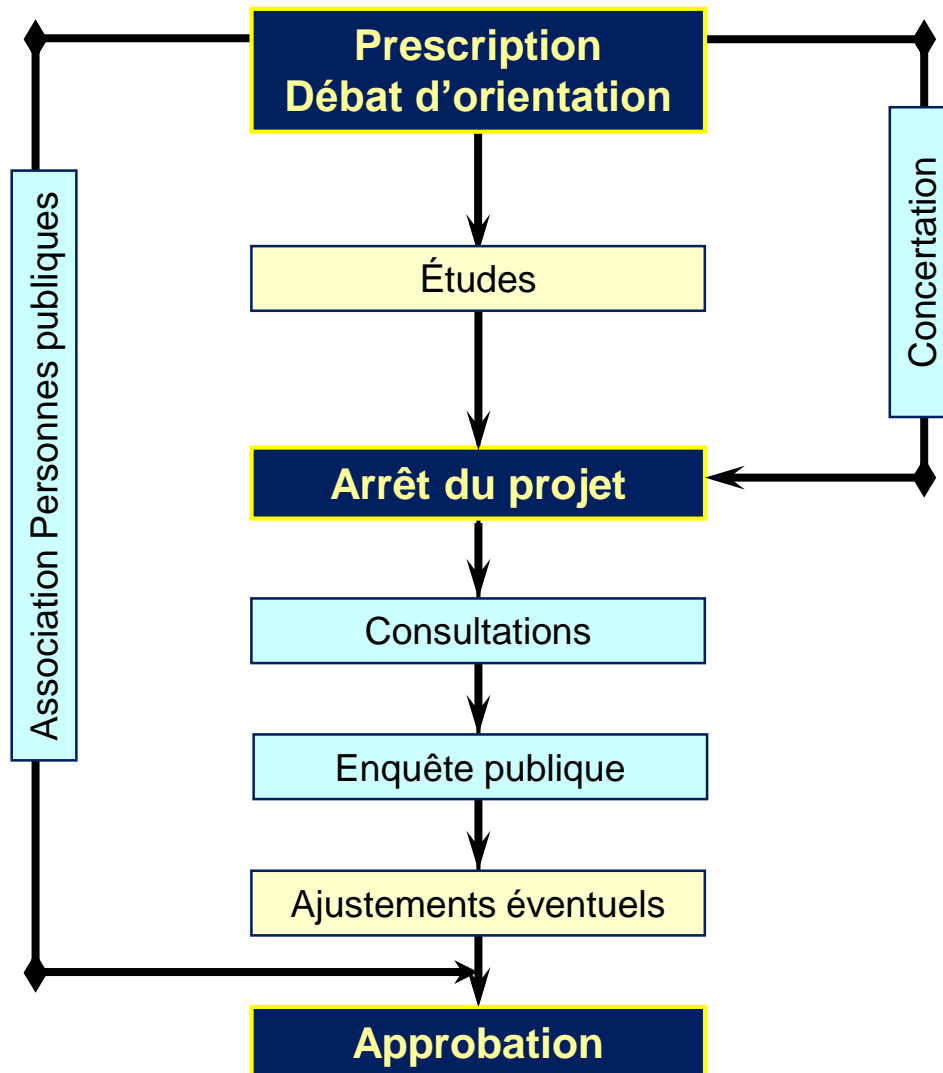 Prescription
Débat d’orientation
Association Personnes publiques
Concertation
Études
Arrêt du projet
Consultations
Enquête publique
Ajustements éventuels
Approbation